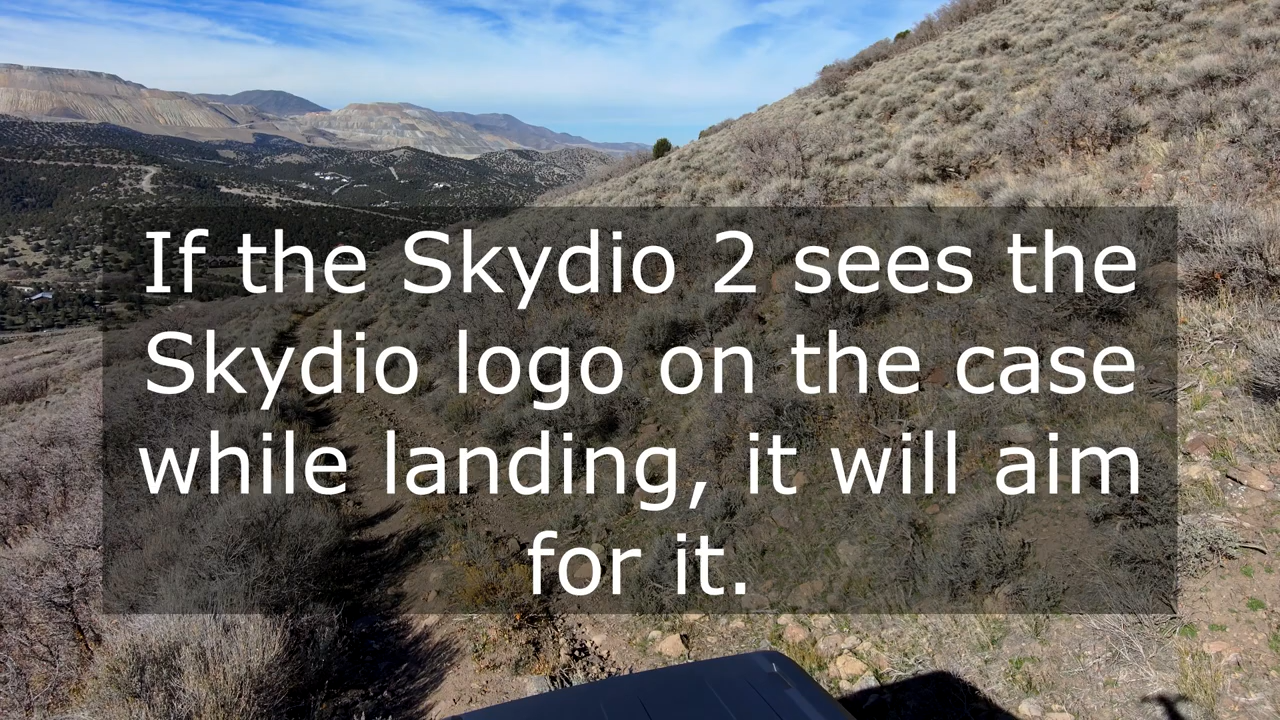 If the Skydio 2 sees the
Skydio logo on the case
while landing, it will aim
for it.